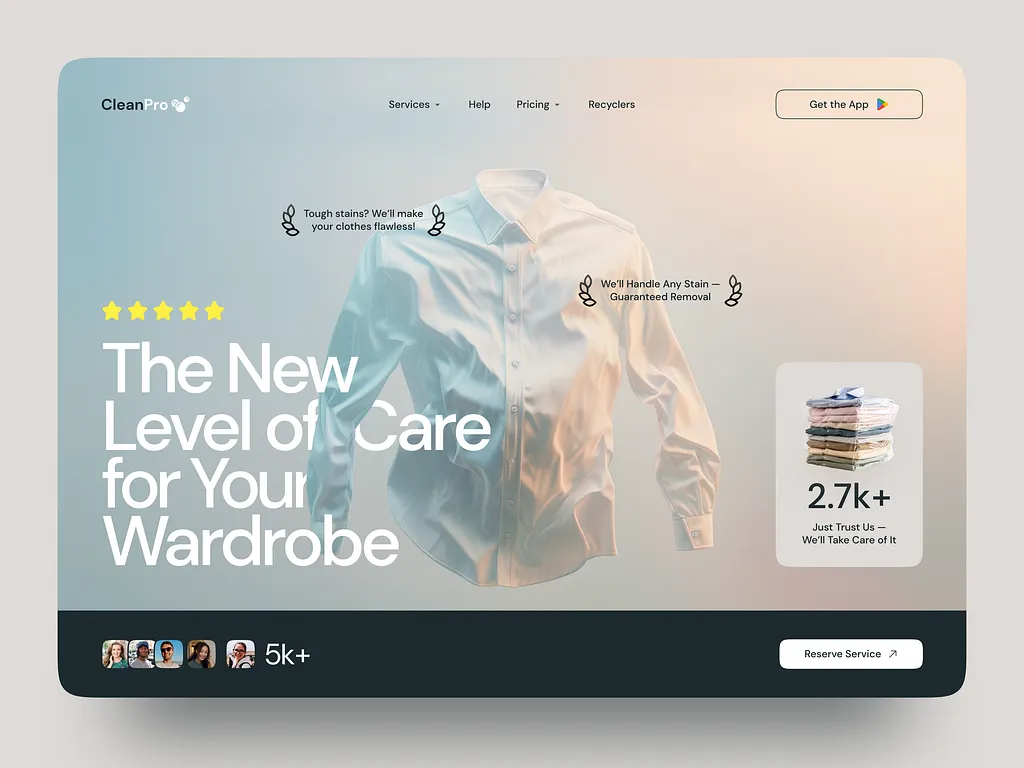 CleanPro
Services
Help
Pricing
Recyclers
Get the App
Tough stains? We'll make
your clothes flawless!
We'll Handle Any Stain —
Guaranteed Removal
The New
Level of Care
for Your
Wardrobe
2.7k+
Just Trust Us —
We'll Take Care of It
5k+
Reserve Service